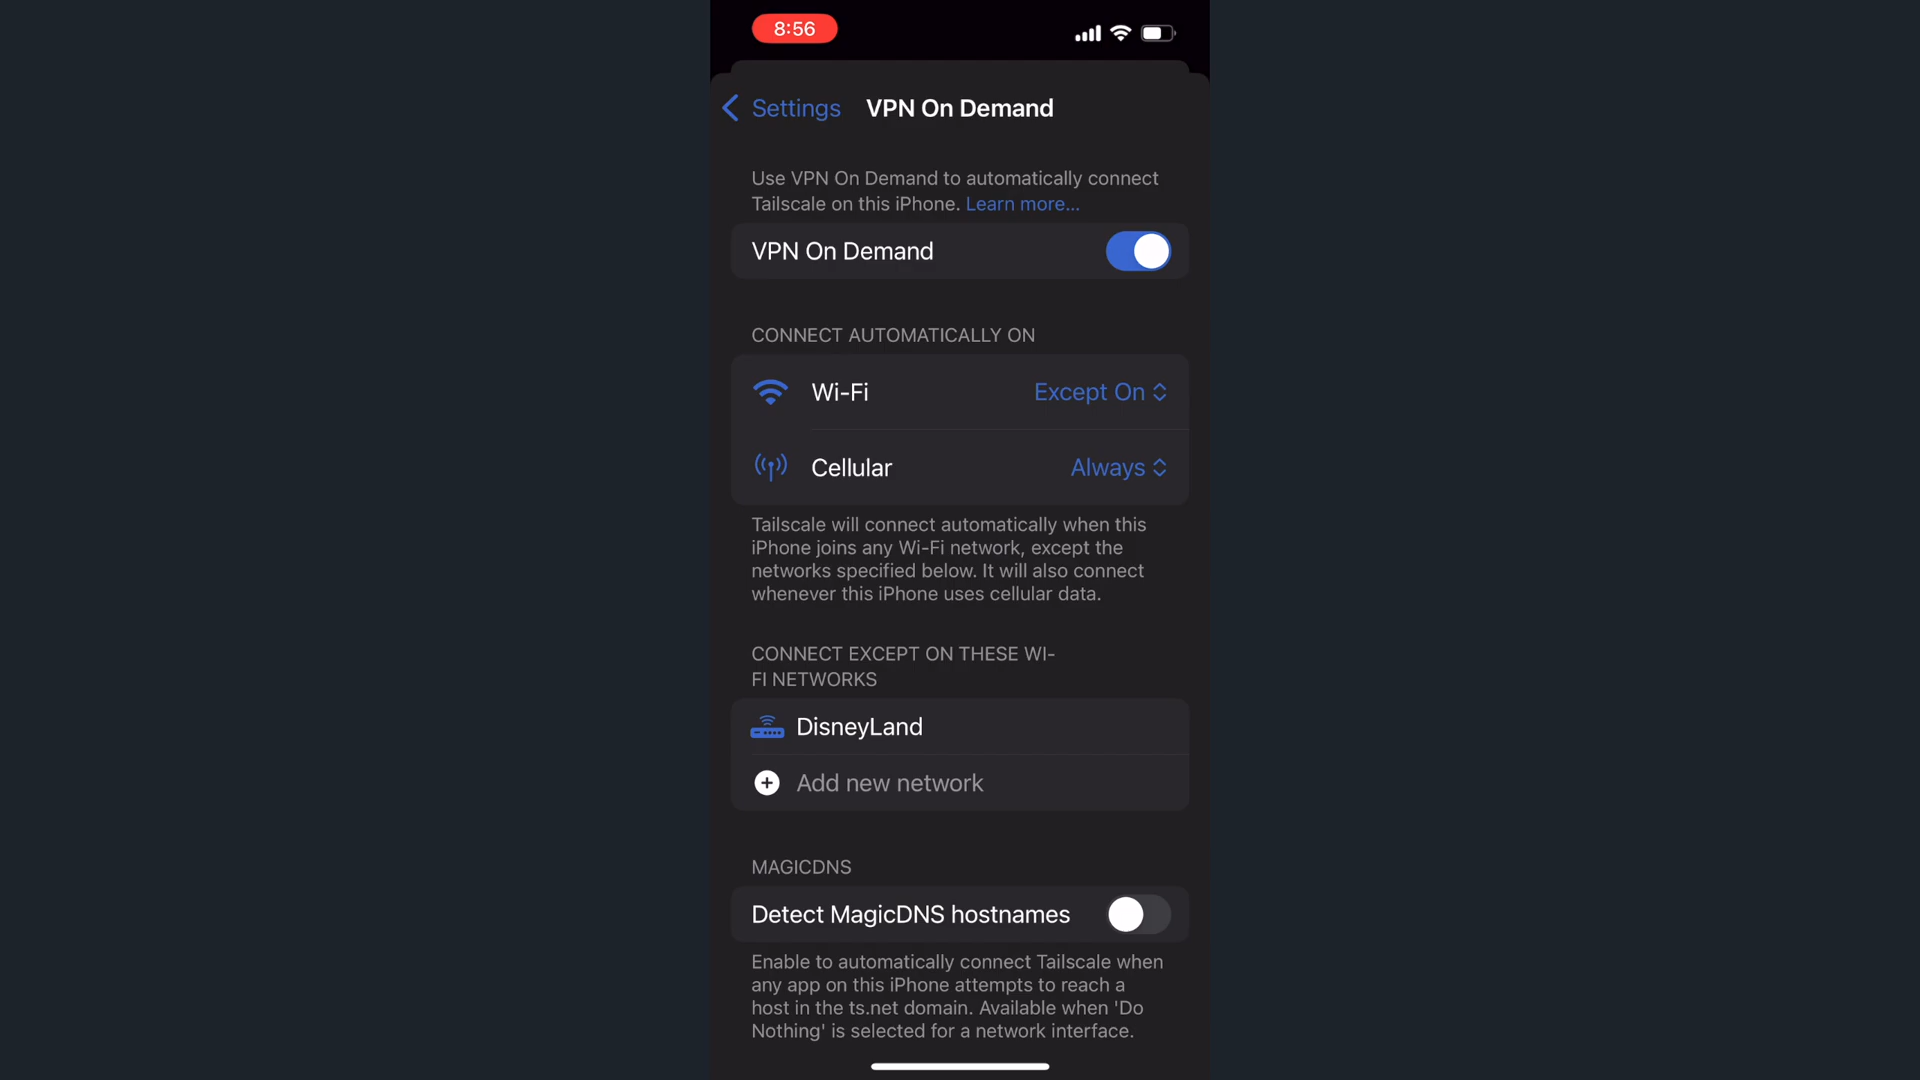 8:56
Settings
VPN On Demand
Use VPN On Demand to automatically connect
Tailscale on this iPhone. Learn more...
VPN On Demand
CONNECT AUTOMATICALLY ON
Wi-Fi
Except On
Cellular
Always
Tailscale will connect automatically when this
iPhone joins any Wi-Fi network, except the
networks specified below. It will also connect
whenever this iPhone uses cellular data.
CONNECT EXCEPT ON THESE WI-
FI NETWORKS
DisneyLand
Add new network
MAGICDNS
Detect MagicDNS hostnames
Enable to automatically connect Tailscale when
any app on this iPhone attempts to reach a
host in the ts.net domain. Available when 'Do
Nothing' is selected for a network interface.